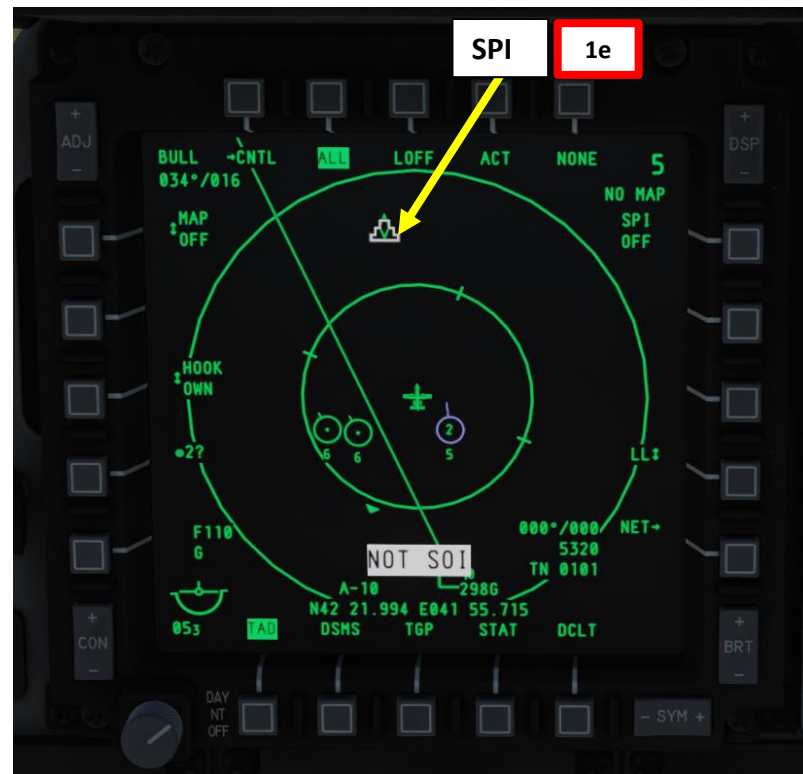 SPI
1e
+
ADJ
-
+
DSP
-
BULL →CNTL ALL LOFF ACT NONE 5
034°/016
NO MAP
↕MAP
OFF
SPI
OFF
↕HOOK
OWN
2
6 6 5
●2?
LL↕
F110
G
000°/000 NET→
5320
TN 0101
NOT SOI
10
A-10 298G
N42 21.994 E041 55.715
053 TAD DSMS TGP STAT DCLT
+
CON
-
+
BRT
-
DAY
NT
OFF
- SYM +